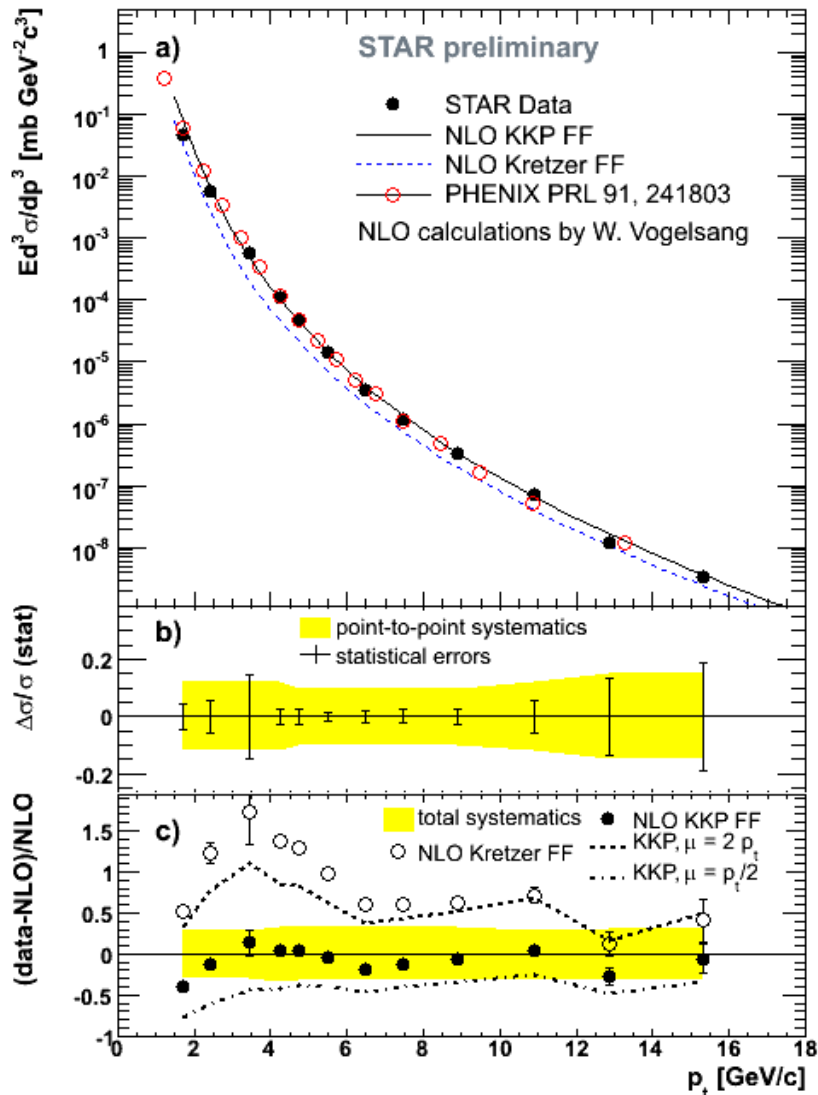 Ed³σ/dp³ [mb GeV⁻²c³]
a)
STAR preliminary
STAR Data
NLO KKP FF
NLO Kretzer FF
PHENIX PRL 91, 241803
NLO calculations by W. Vogelsang
1
10⁻¹
10⁻²
10⁻³
10⁻⁴
10⁻⁵
10⁻⁶
10⁻⁷
10⁻⁸
Δσ/σ (stat)
b)
point-to-point systematics
statistical errors
0.2
0
-0.2
(data-NLO)/NLO
c)
total systematics
NLO Kretzer FF
NLO KKP FF
KKP, μ = 2 pₜ
KKP, μ = pₜ/2
1.5
1
0.5
0
-0.5
-1
0 2 4 6 8 10 12 14 16 18
pₜ [GeV/c]